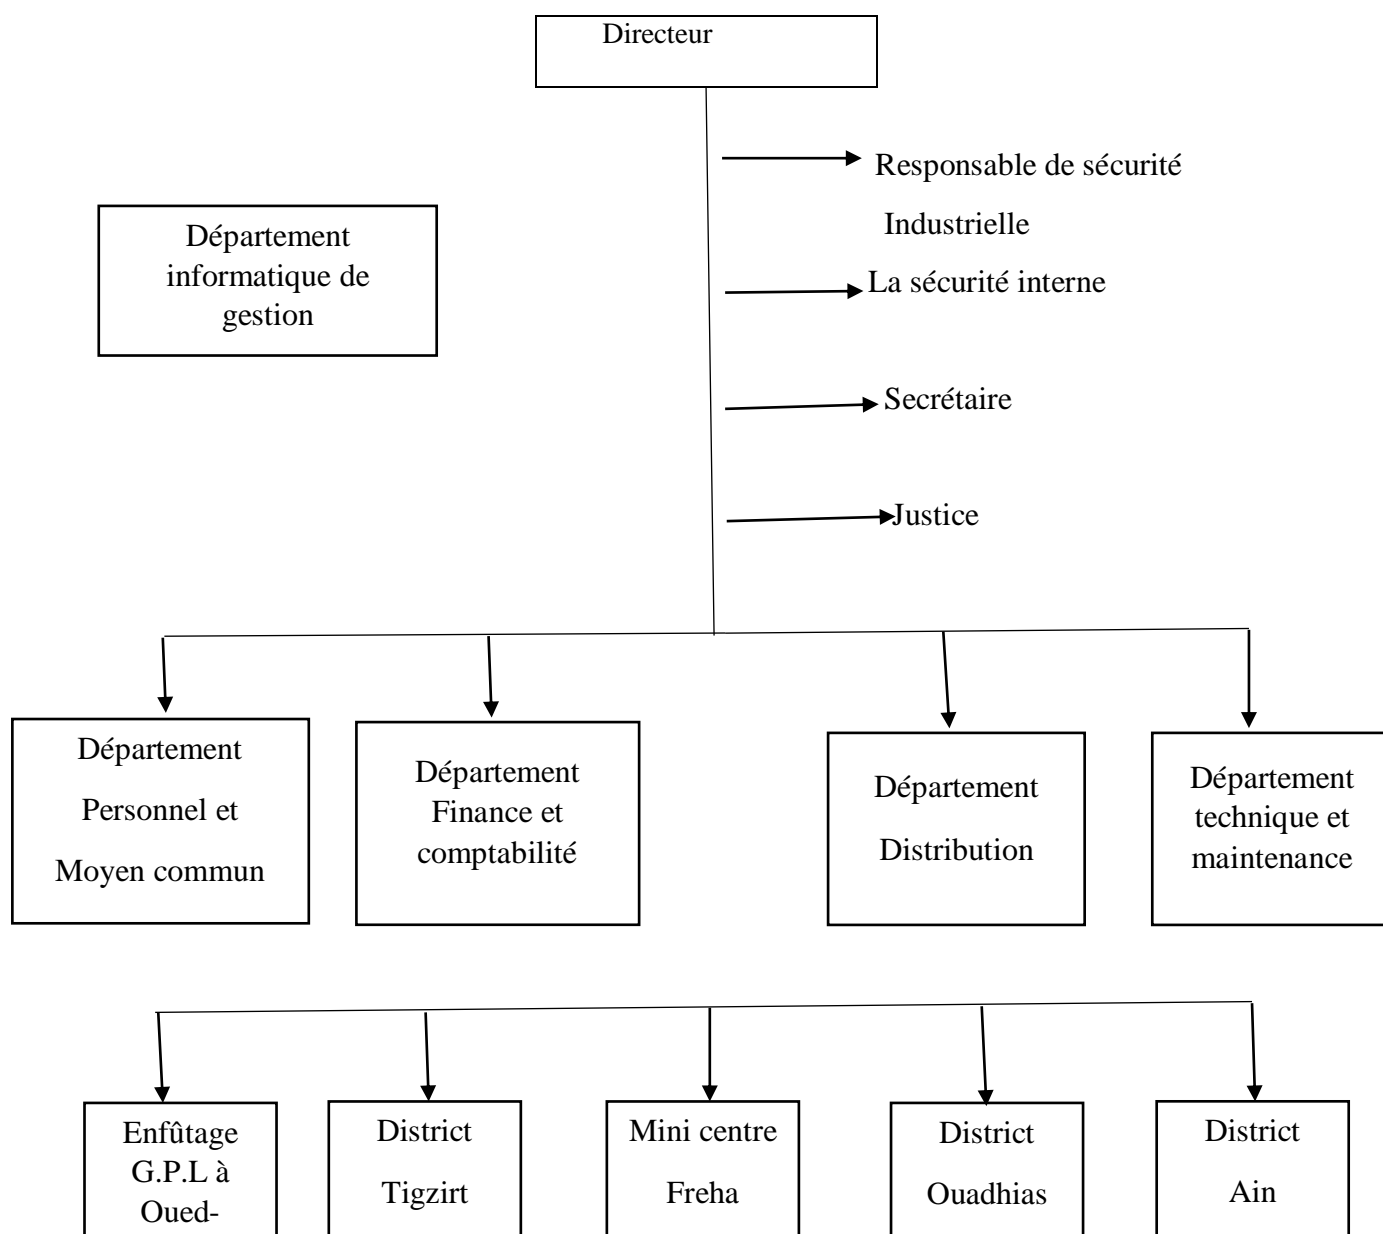 Directeur
Responsable de sécurité
Industrielle
Département
informatique de
gestion
La sécurité interne
Secrétaire
Justice
Département
Personnel et
Moyen commun
Département
Finance et
comptabilité
Département
Distribution
Département
technique et
maintenance
Enfûtage
G.P.L à
Oued-
District
Tigzirt
Mini centre
Freha
District
Ouadhias
District
Ain